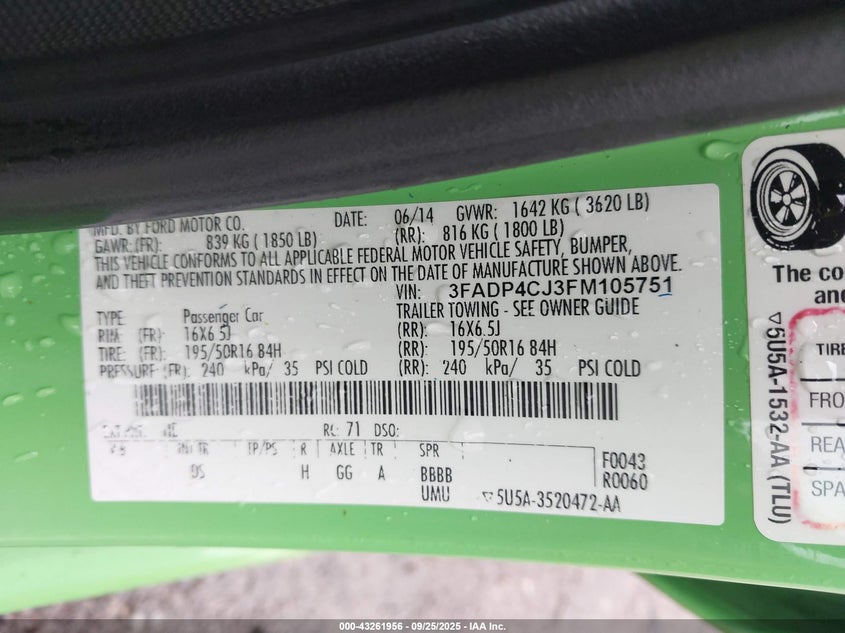 MFD. BY FORD MOTOR CO. DATE: 06/14 GVWR: 1642 KG ( 3620 LB)
GAWR: (FR): 839 KG ( 1850 LB) (RR): 816 KG ( 1800 LB)
THIS VEHICLE CONFORMS TO ALL APPLICABLE FEDERAL MOTOR VEHICLE SAFETY, BUMPER,
AND THEFT PREVENTION STANDARDS IN EFFECT ON THE DATE OF MANUFACTURE SHOWN ABOVE.
VIN: 3FADP4CJ3FM105751
TYPE: Passenger Car TRAILER TOWING - SEE OWNER GUIDE
RIM: (FR): 16X6.5J (RR): 16X6.5J
TIRE: (FR): 195/50R16 84H (RR): 195/50R16 84H
PRESSURE: (FR): 240 kPa/ 35 PSI COLD (RR): 240 kPa/ 35 PSI COLD
RC: 71 DSO:
INT TR TP/PS R AXLE TR SPR
DS H GG A BBBB
UMU
F0043
R0060
▽5U5A-3520472-AA
The co
an
▽5U5A-1532-AA (TLU)
TIRE
FRO
REA
SPA
000-43261956 - 09/25/2025 - IAA Inc.